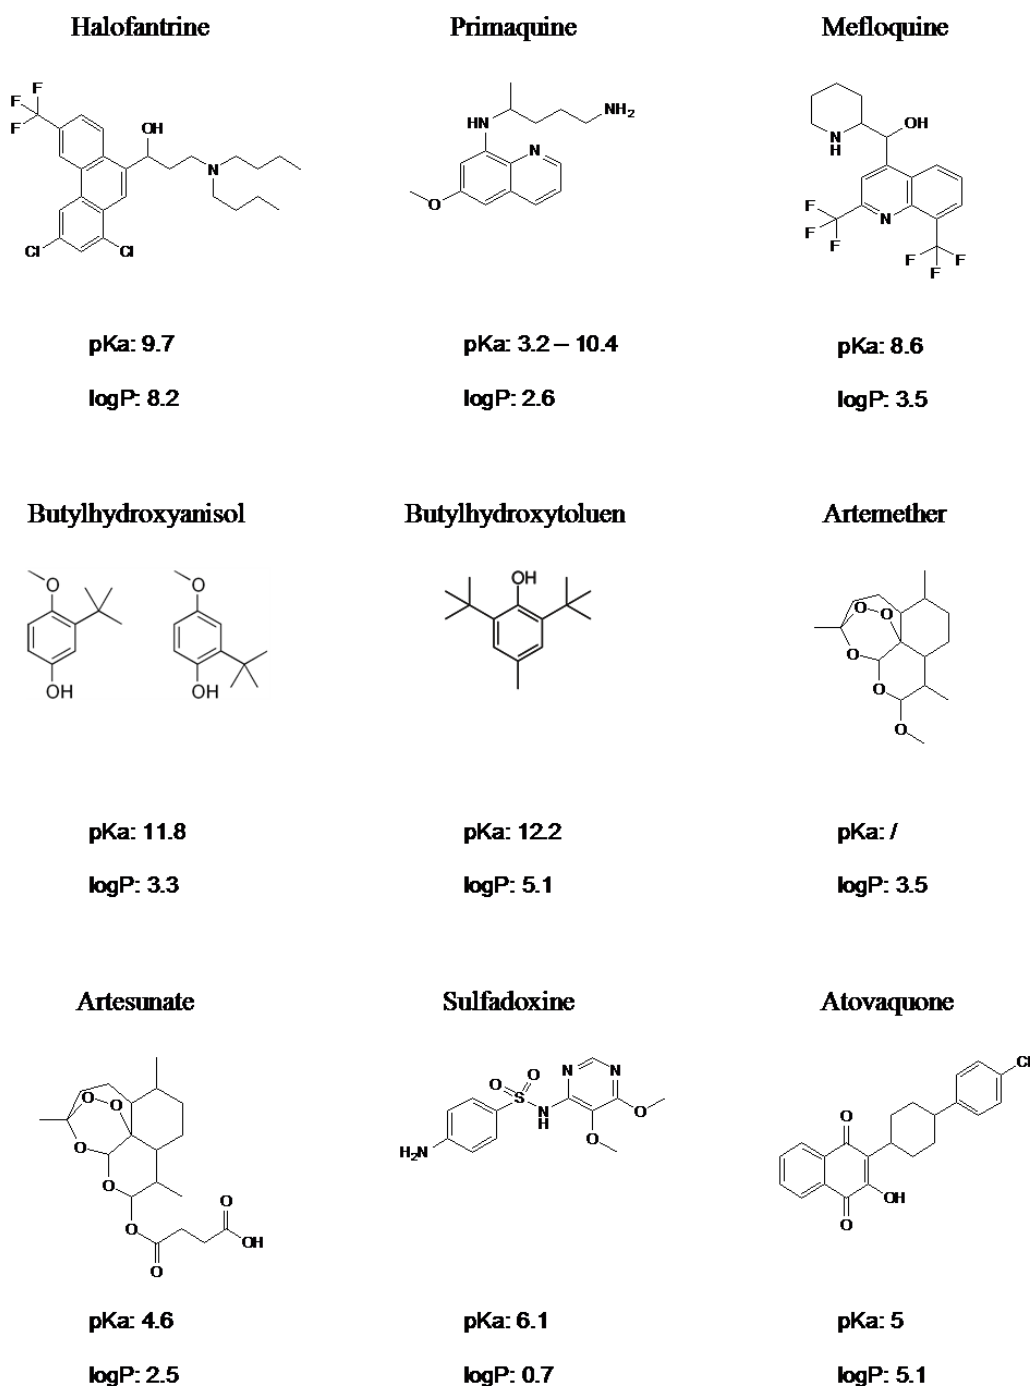 Halofantrine Primaquine Mefloquine
F
F
F
OH
N
Cl
Cl
HN
NH2
N
O
N
H
OH
F
F
F
N
F
F
F
pKa: 9.7 pKa: 3.2 – 10.4 pKa: 8.6
logP: 8.2 logP: 2.6 logP: 3.5
Butylhydroxyanisol Butylhydroxytoluen Artemether
O
OH
O
OH
OH
O
O
O
O
O
pKa: 11.8 pKa: 12.2 pKa: /
logP: 3.3 logP: 5.1 logP: 3.5
Artesunate Sulfadoxine Atovaquone
O
O
O
O
O
O
O
OH
O
O
S
N
H
N
N
O
O
H2N
Cl
O
OH
O
pKa: 4.6 pKa: 6.1 pKa: 5
logP: 2.5 logP: 0.7 logP: 5.1